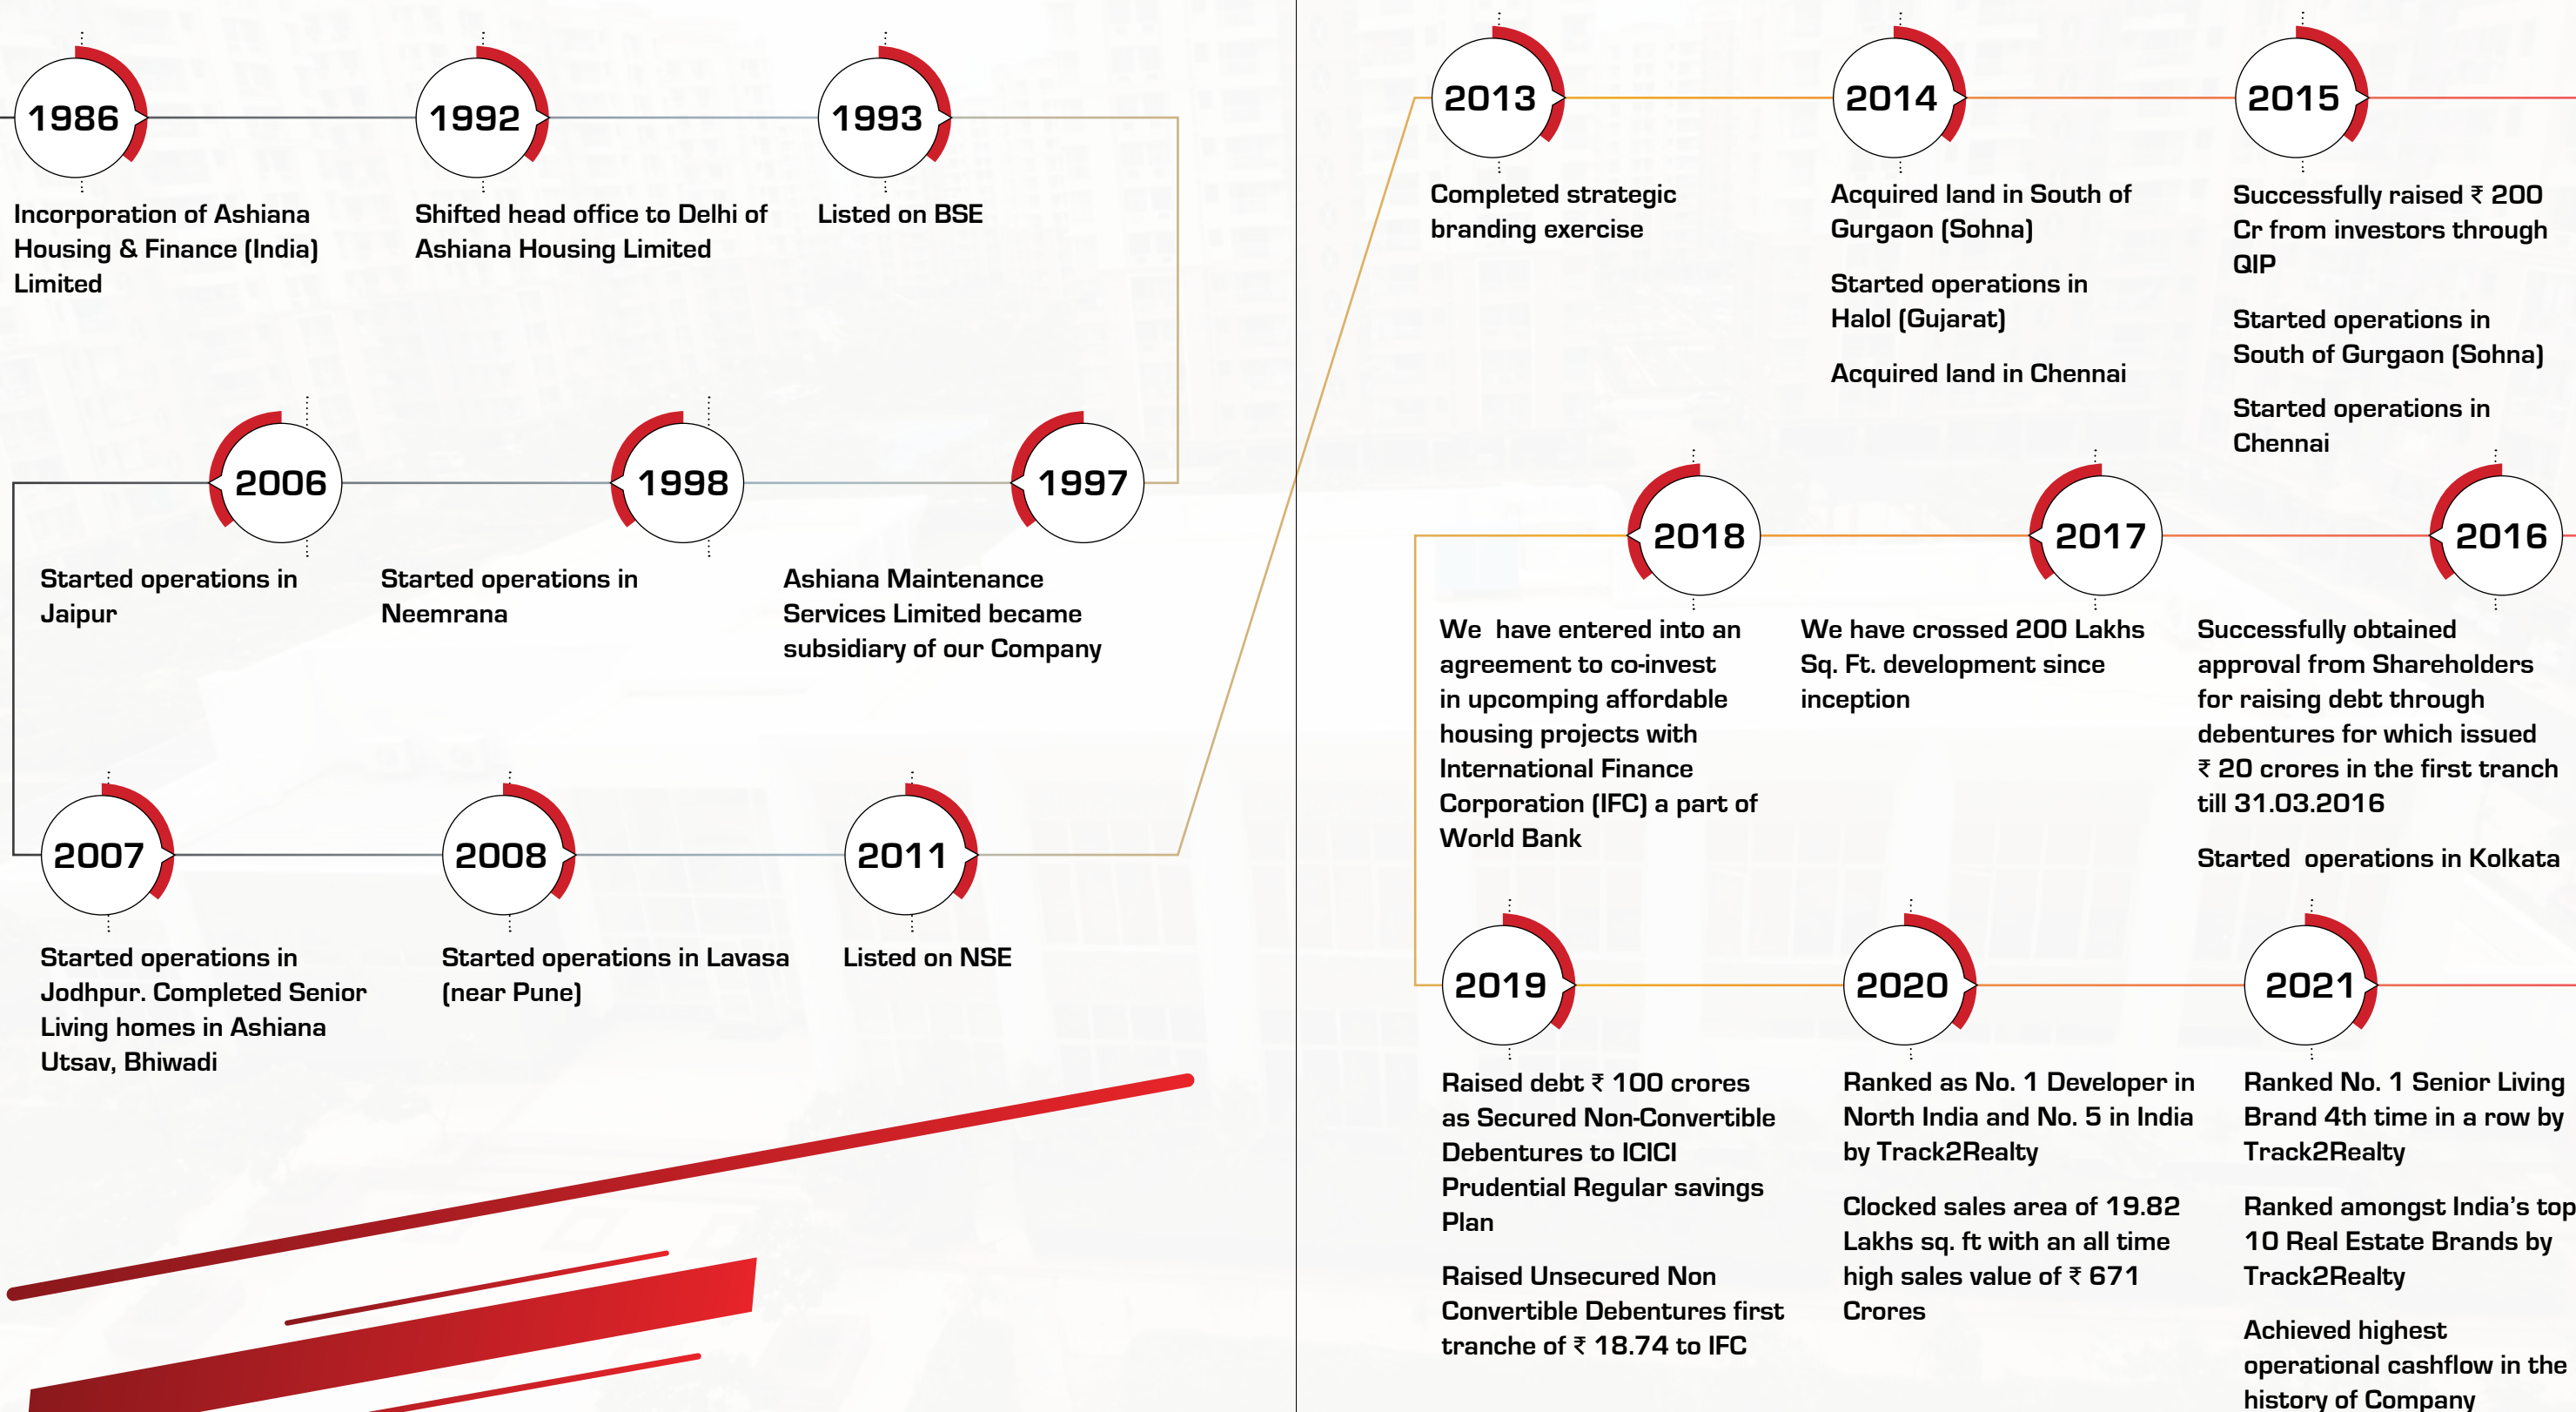 1986
Incorporation of Ashiana
Housing & Finance (India)
Limited
1992
Shifted head office to Delhi of
Ashiana Housing Limited
1993
Listed on BSE
1997
Ashiana Maintenance
Services Limited became
subsidiary of our Company
1998
Started operations in
Neemrana
2006
Started operations in
Jaipur
2007
Started operations in
Jodhpur. Completed Senior
Living homes in Ashiana
Utsav, Bhiwadi
2008
Started operations in Lavasa
(near Pune)
2011
Listed on NSE
2013
Completed strategic
branding exercise
2014
Acquired land in South of
Gurgaon (Sohna)
Started operations in
Halol (Gujarat)
Acquired land in Chennai
2015
Successfully raised ₹ 200
Cr from investors through
QIP
Started operations in
South of Gurgaon (Sohna)
Started operations in
Chennai
2016
Successfully obtained
approval from Shareholders
for raising debt through
debentures for which issued
₹ 20 crores in the first tranch
till 31.03.2016
Started operations in Kolkata
2017
We have crossed 200 Lakhs
Sq. Ft. development since
inception
2018
We have entered into an
agreement to co-invest
in upcomping affordable
housing projects with
International Finance
Corporation (IFC) a part of
World Bank
2019
Raised debt ₹ 100 crores
as Secured Non-Convertible
Debentures to ICICI
Prudential Regular savings
Plan
Raised Unsecured Non
Convertible Debentures first
tranche of ₹ 18.74 to IFC
2020
Ranked as No. 1 Developer in
North India and No. 5 in India
by Track2Realty
Clocked sales area of 19.82
Lakhs sq. ft with an all time
high sales value of ₹ 671
Crores
2021
Ranked No. 1 Senior Living
Brand 4th time in a row by
Track2Realty
Ranked amongst India's top
10 Real Estate Brands by
Track2Realty
Achieved highest
operational cashflow in the
history of Company